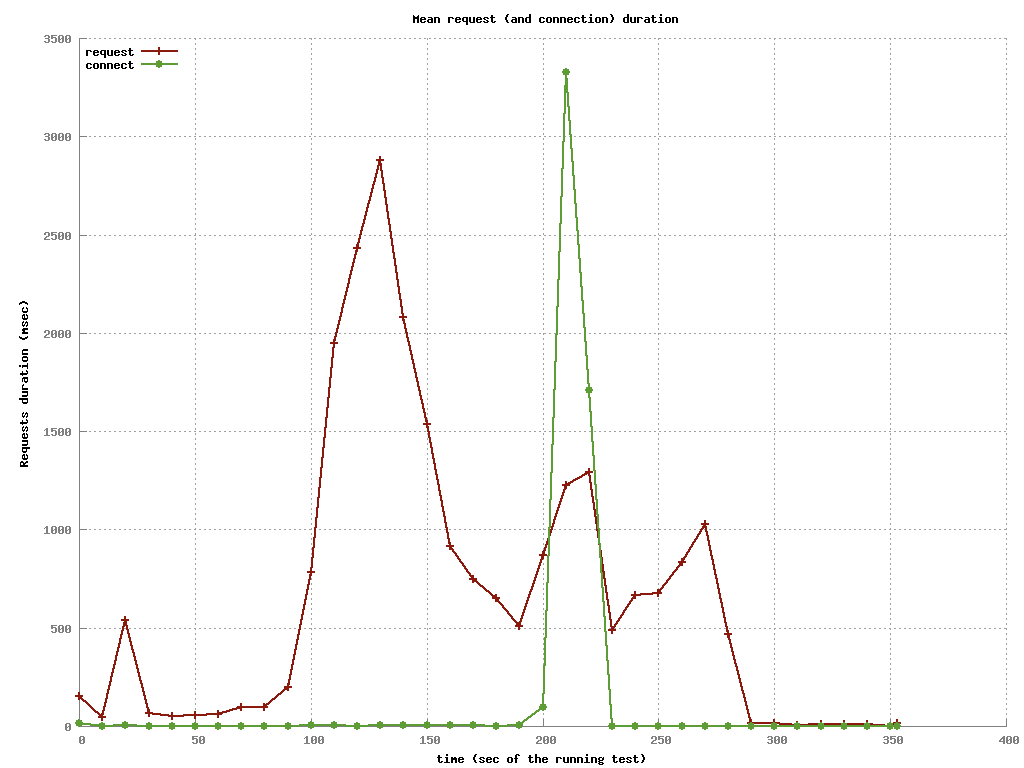 Mean request (and connection) duration
request
connect
3500
3000
2500
2000
1500
1000
500
0
0 50 100 150 200 250 300 350 400
Requests duration (msec)
time (sec of the running test)